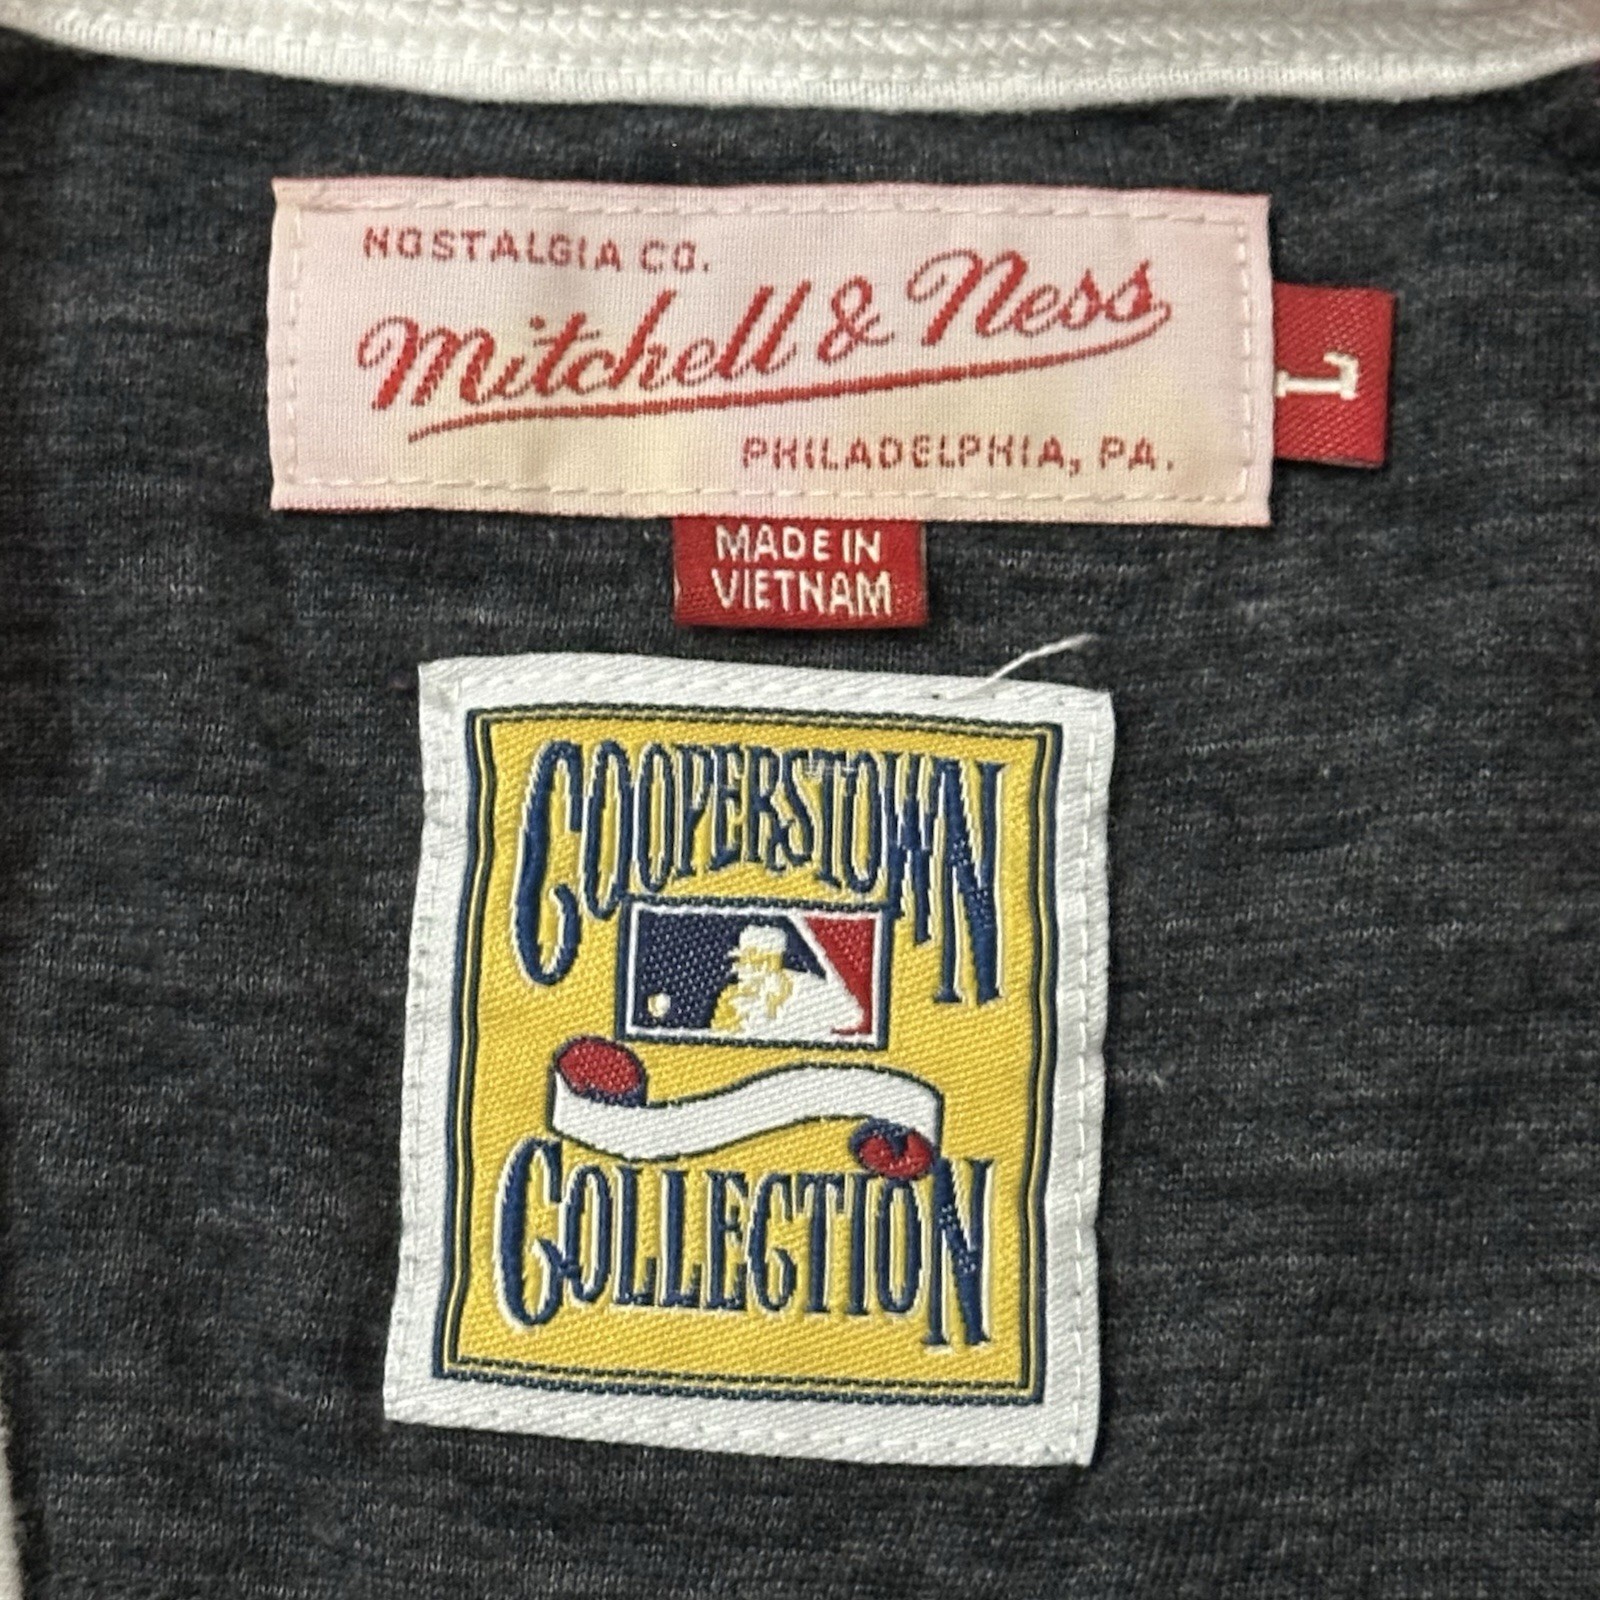 NOSTALGIA CO.
Mitchell & Ness
PHILADELPHIA, PA.
L
MADE IN
VIETNAM
COOPERSTOWN
COLLECTION